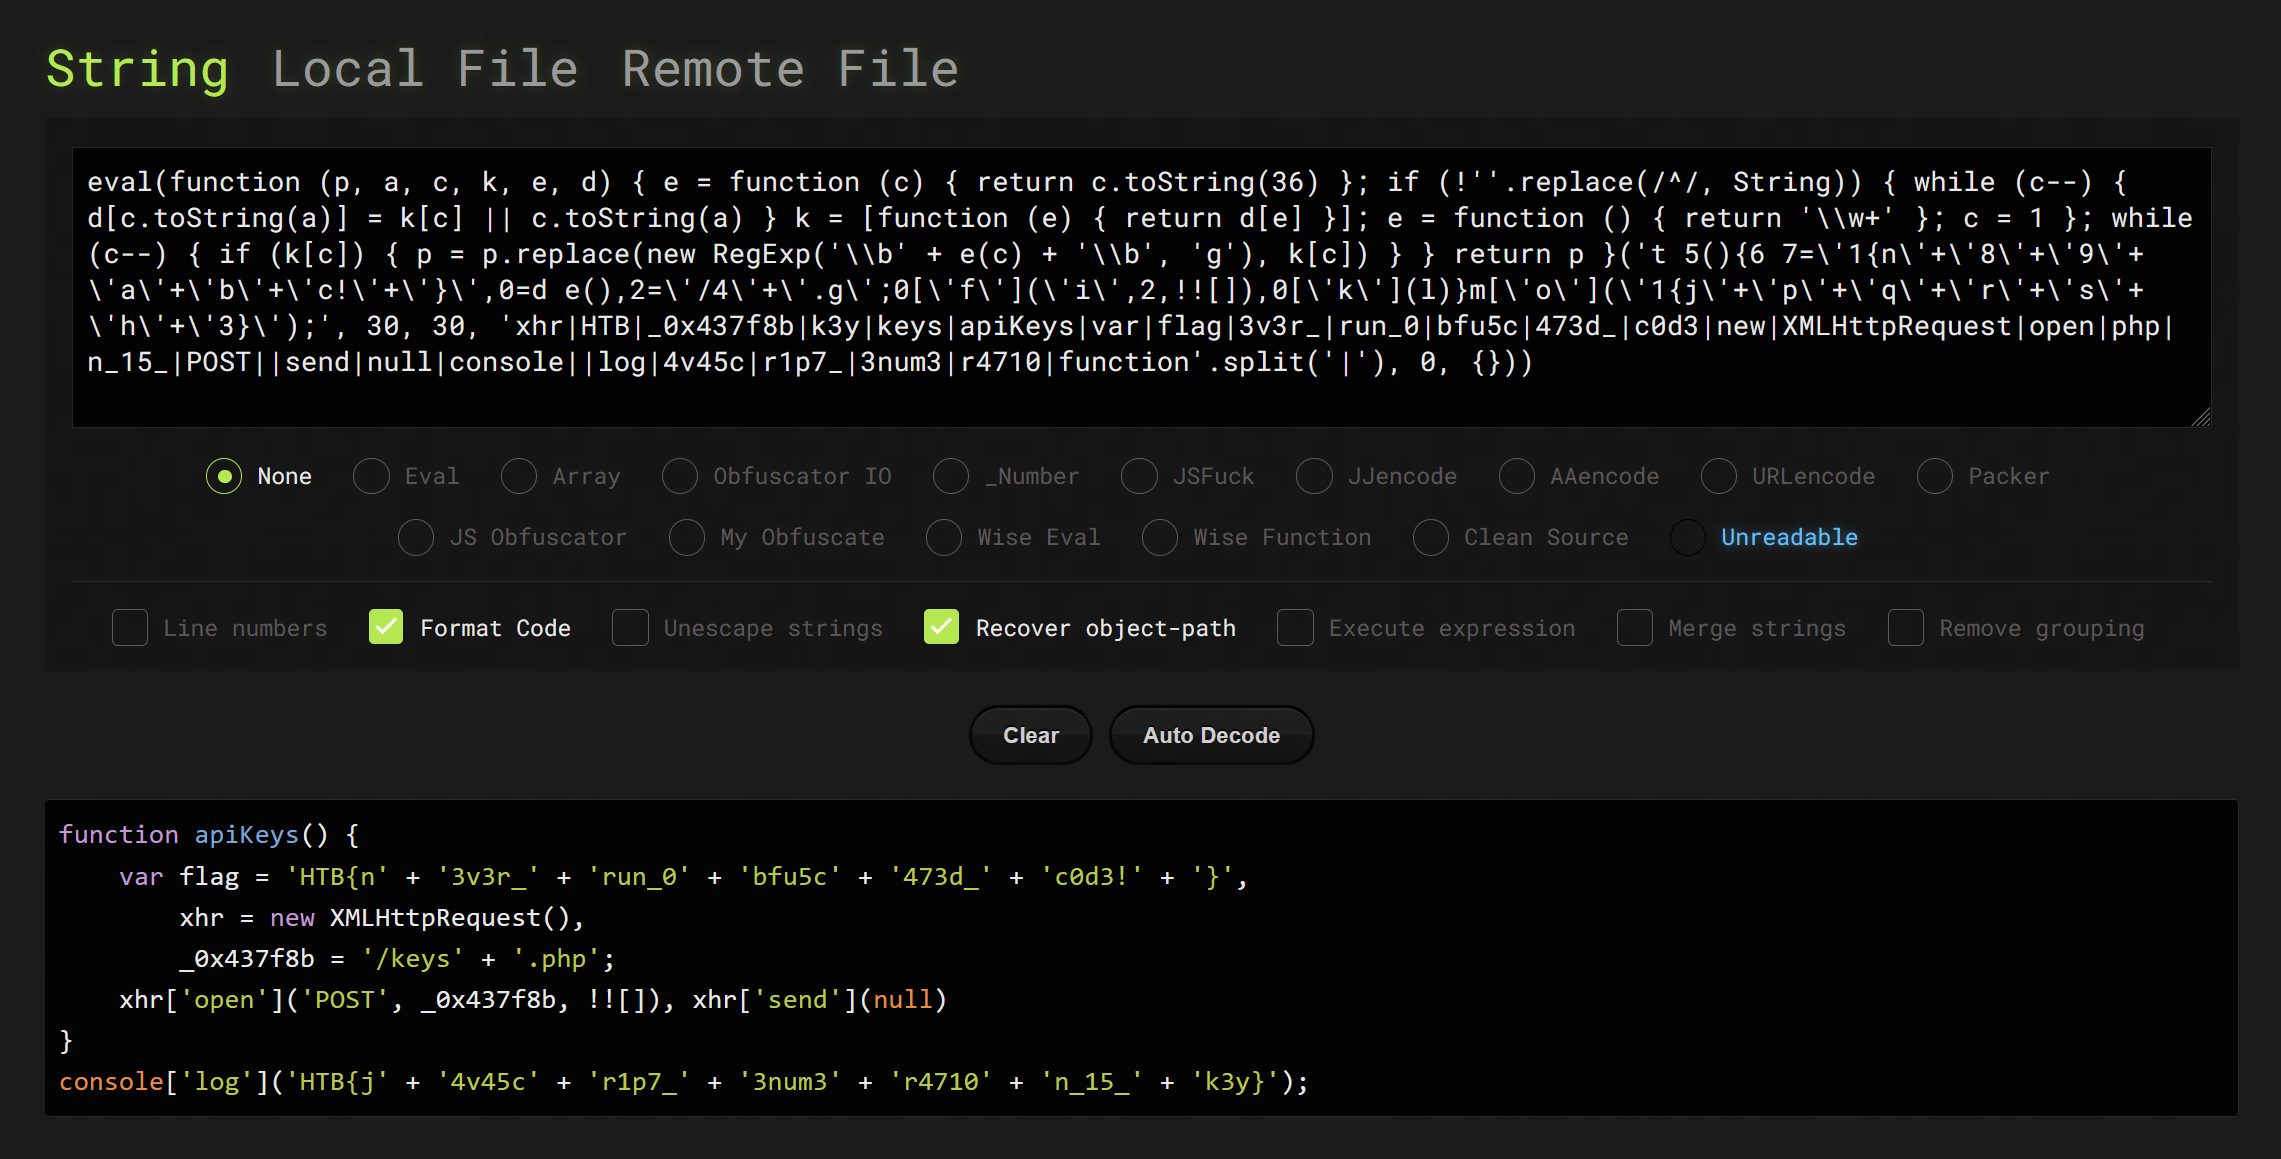 String Local File Remote File
eval(function (p, a, c, k, e, d) { e = function (c) { return c.toString(36) }; if (!''.replace(/^/, String)) { while (c--) {
d[c.toString(a)] = k[c] || c.toString(a) } k = [function (e) { return d[e] }]; e = function () { return '\\w+' }; c = 1 }; while
(c--) { if (k[c]) { p = p.replace(new RegExp('\\b' + e(c) + '\\b', 'g'), k[c]) } } return p }('t 5(){6 7=\'1{n\'+\'8\'+\'9\'+
\'a\'+\'b\'+\'c!\'+\'}\',0=d e(),2=\'/4\'+\'.g\';0[\'f\'](\'i\',2,!![]),0[\'k\'](l)}m[\'o\'](\'1{j\'+\'p\'+\'q\'+\'r\'+\'s\'+
\'h\'+\'3}\');', 30, 30, 'xhr|HTB|_0x437f8b|k3y|keys|apiKeys|var|flag|3v3r_|run_0|bfu5c|473d_|c0d3|new|XMLHttpRequest|open|php|
n_15_|POST||send|null|console||log|4v45c|r1p7_|3num3|r4710|function'.split('|'), 0, {}))
None Eval Array Obfuscator IO _Number JSFuck JJencode AAencode URLencode Packer
JS Obfuscator My Obfuscate Wise Eval Wise Function Clean Source Unreadable
Line numbers Format Code Unescape strings Recover object-path Execute expression Merge strings Remove grouping
Clear Auto Decode
function apiKeys() {
    var flag = 'HTB{n' + '3v3r_' + 'run_0' + 'bfu5c' + '473d_' + 'c0d3!' + '}',
        xhr = new XMLHttpRequest(),
        _0x437f8b = '/keys' + '.php';
    xhr['open']('POST', _0x437f8b, !![]), xhr['send'](null)
}
console['log']('HTB{j' + '4v45c' + 'r1p7_' + '3num3' + 'r4710' + 'n_15_' + 'k3y}');